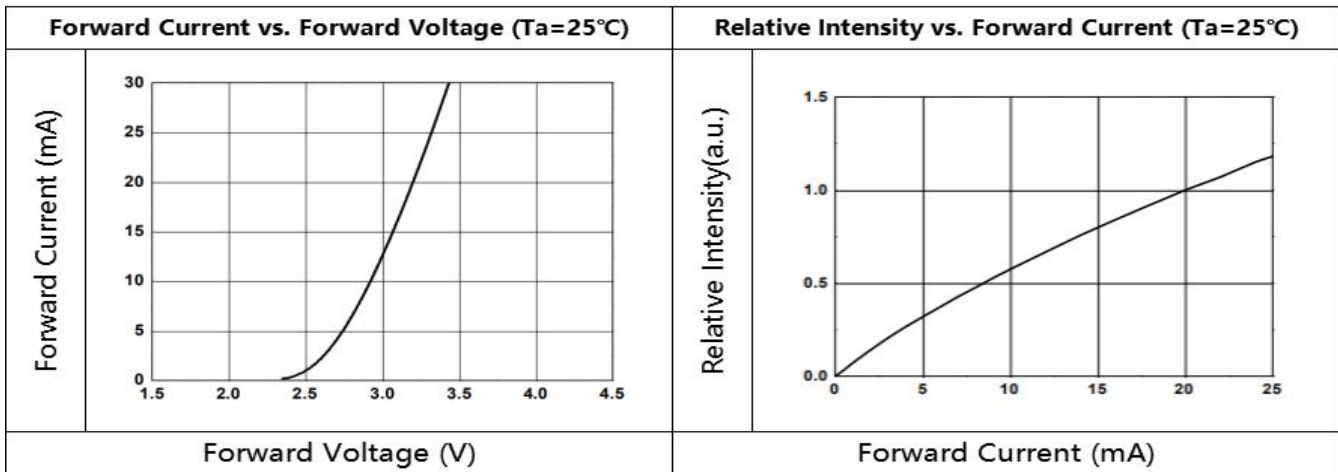 Forward Current vs. Forward Voltage (Ta=25℃)
Forward Current (mA)
30
25
20
15
10
5
0
1.5 2.0 2.5 3.0 3.5 4.0 4.5
Forward Voltage (V)
Relative Intensity vs. Forward Current (Ta=25℃)
Relative Intensity(a.u.)
1.5
1.0
0.5
0.0
0 5 10 15 20 25
Forward Current (mA)